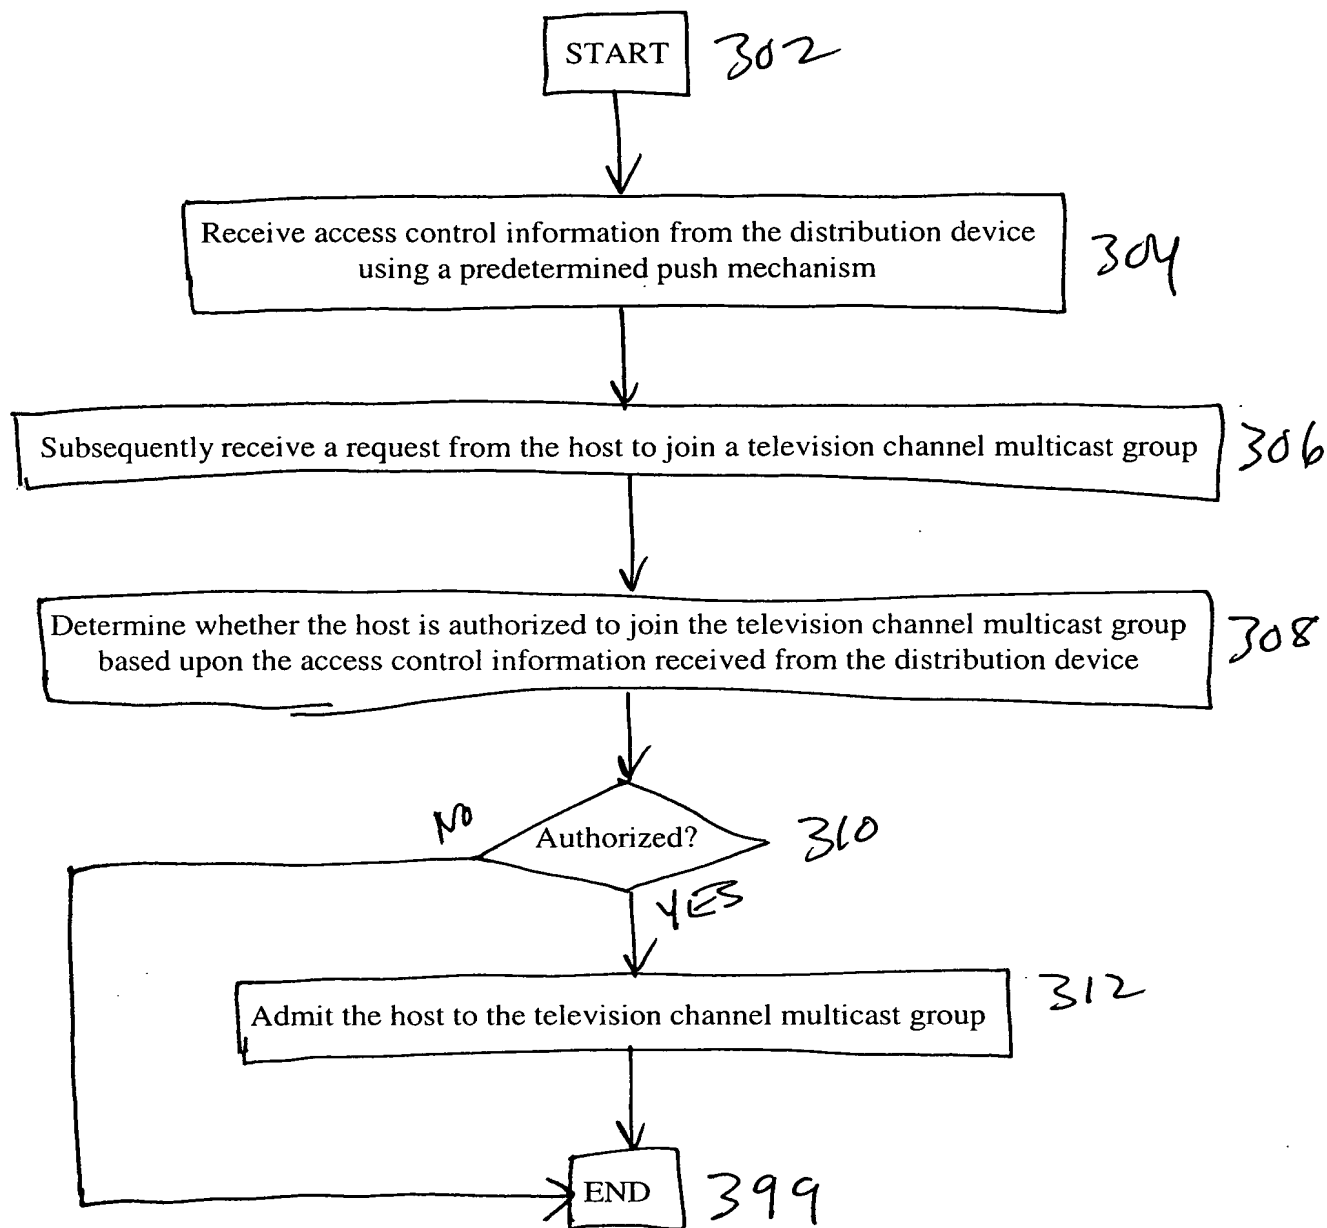 START 302
Receive access control information from the distribution device
using a predetermined push mechanism
304
Subsequently receive a request from the host to join a television channel multicast group 306
Determine whether the host is authorized to join the television channel multicast group
based upon the access control information received from the distribution device
308
NO
Authorized? 310
YES
Admit the host to the television channel multicast group 312
END 399